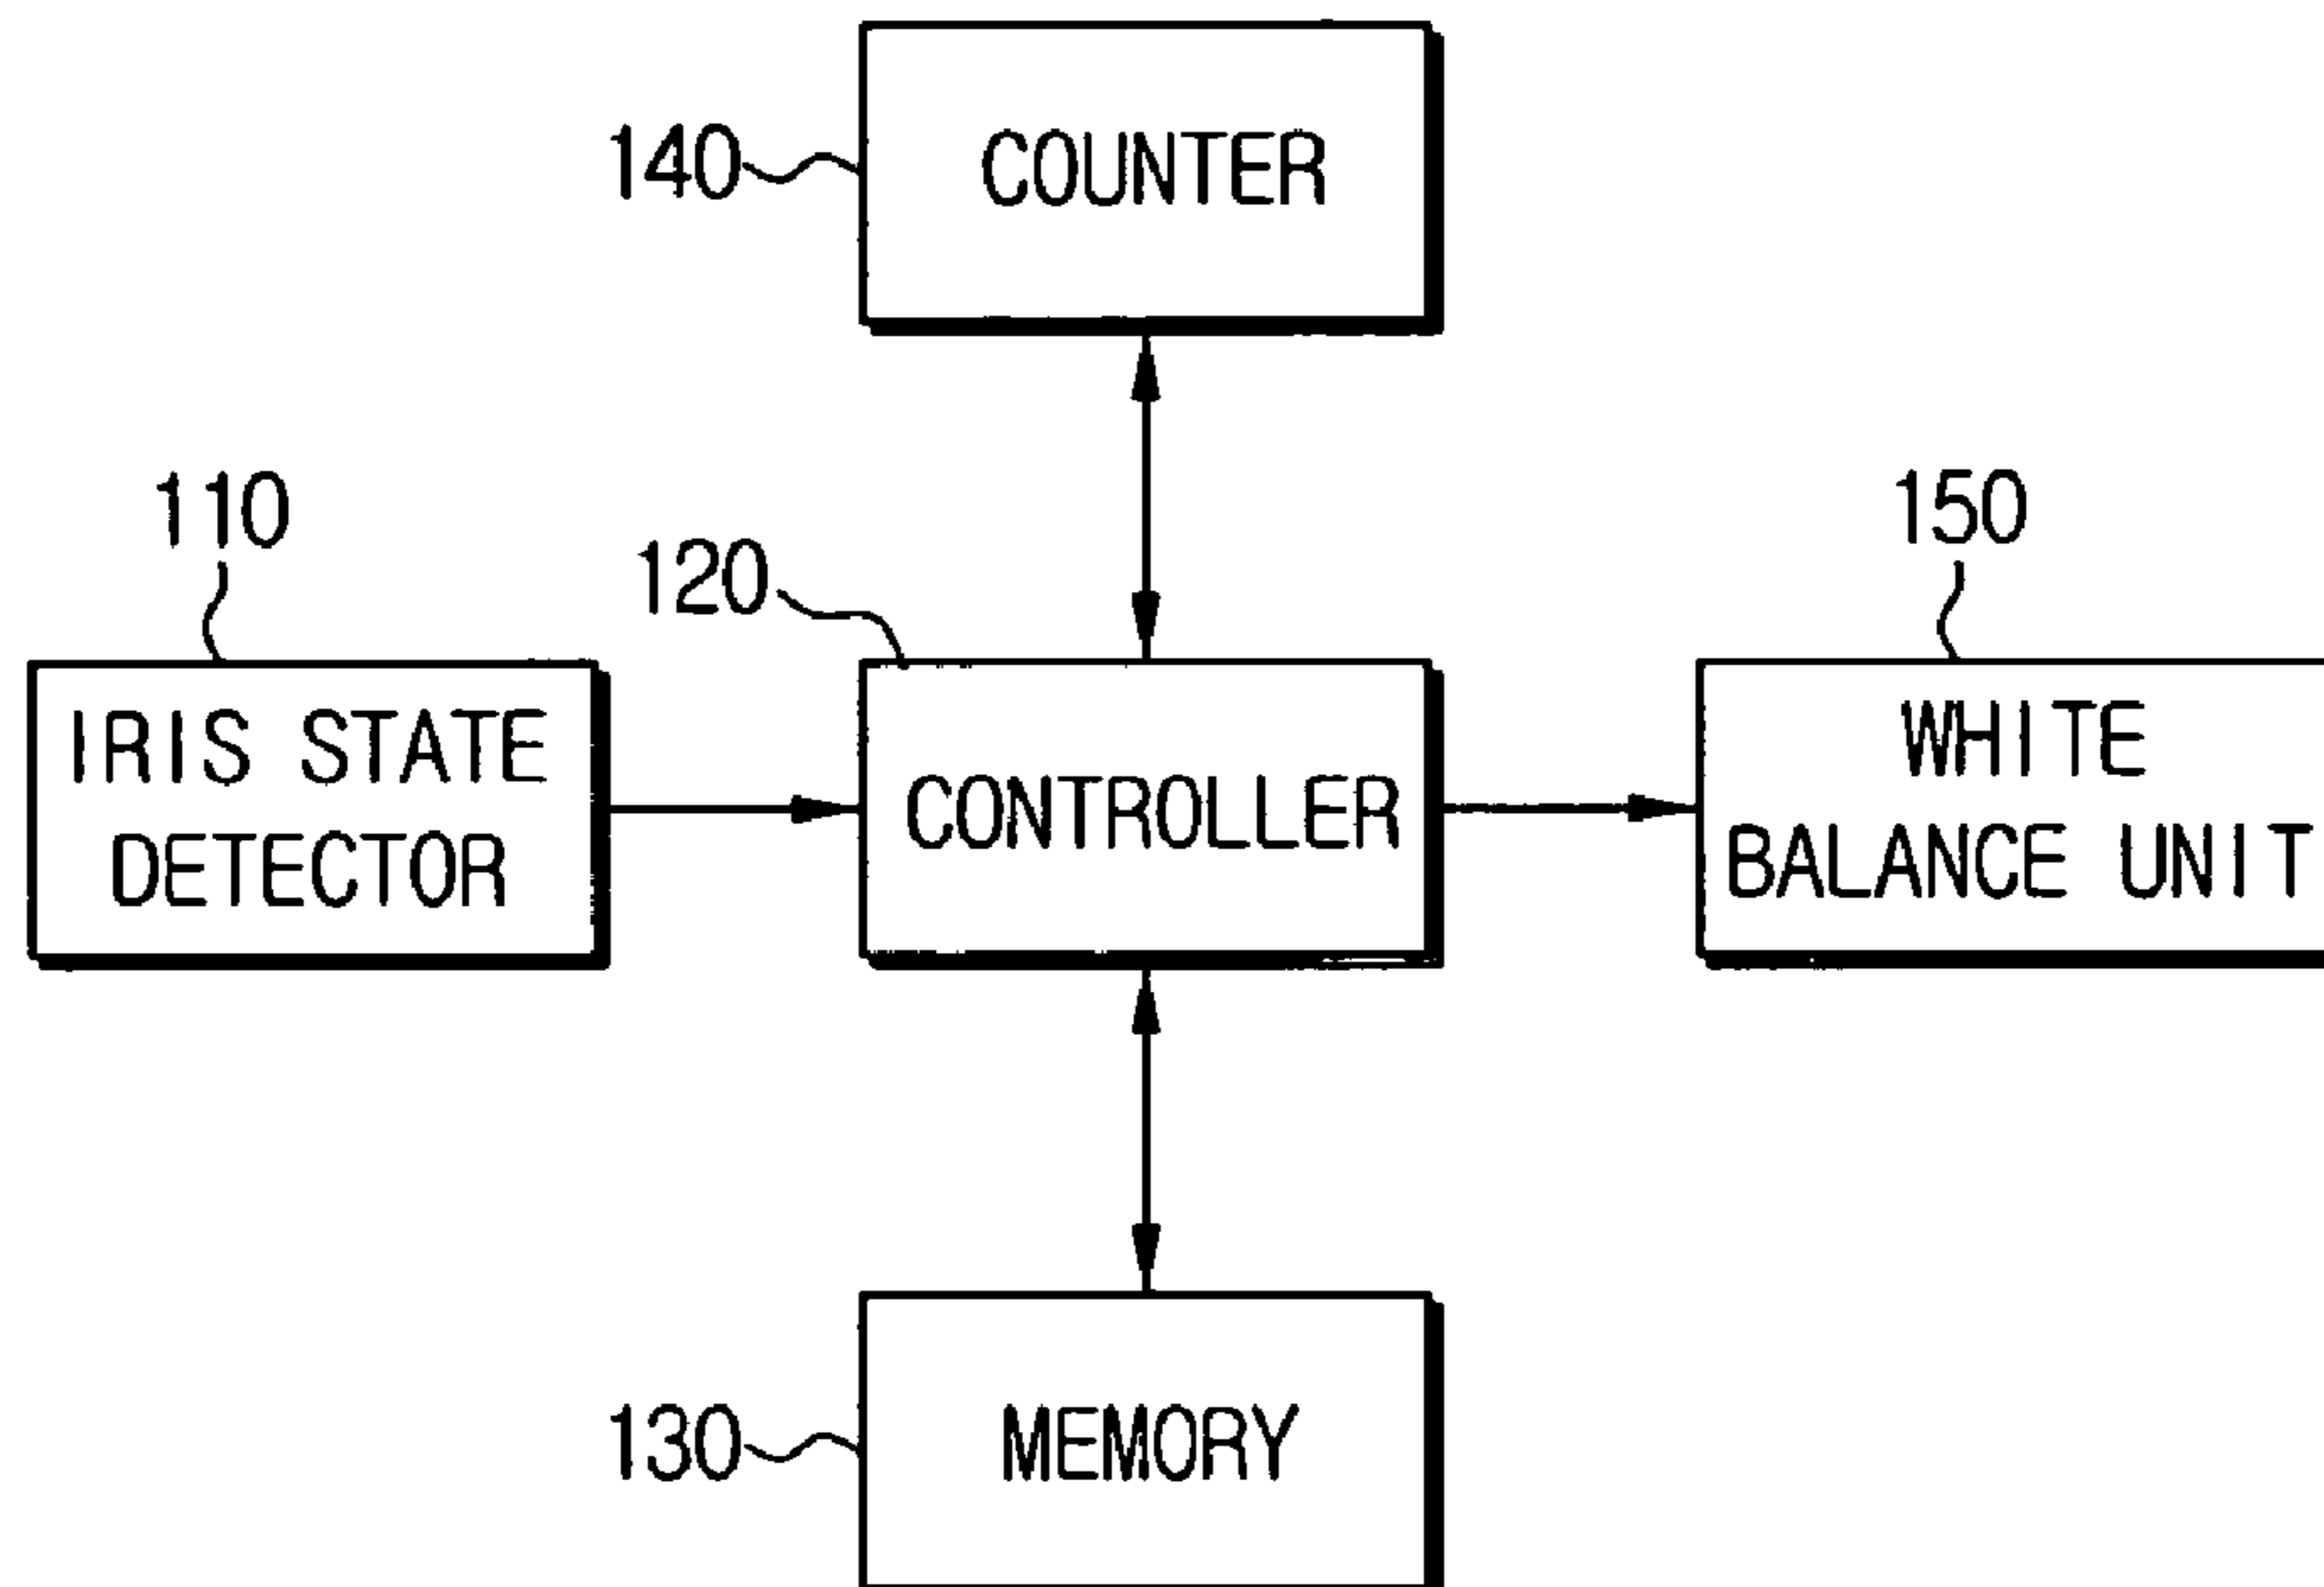 140
COUNTER
110
120
150
IRIS STATE
DETECTOR
CONTROLLER
WHITE
BALANCE UNIT
130
MEMORY